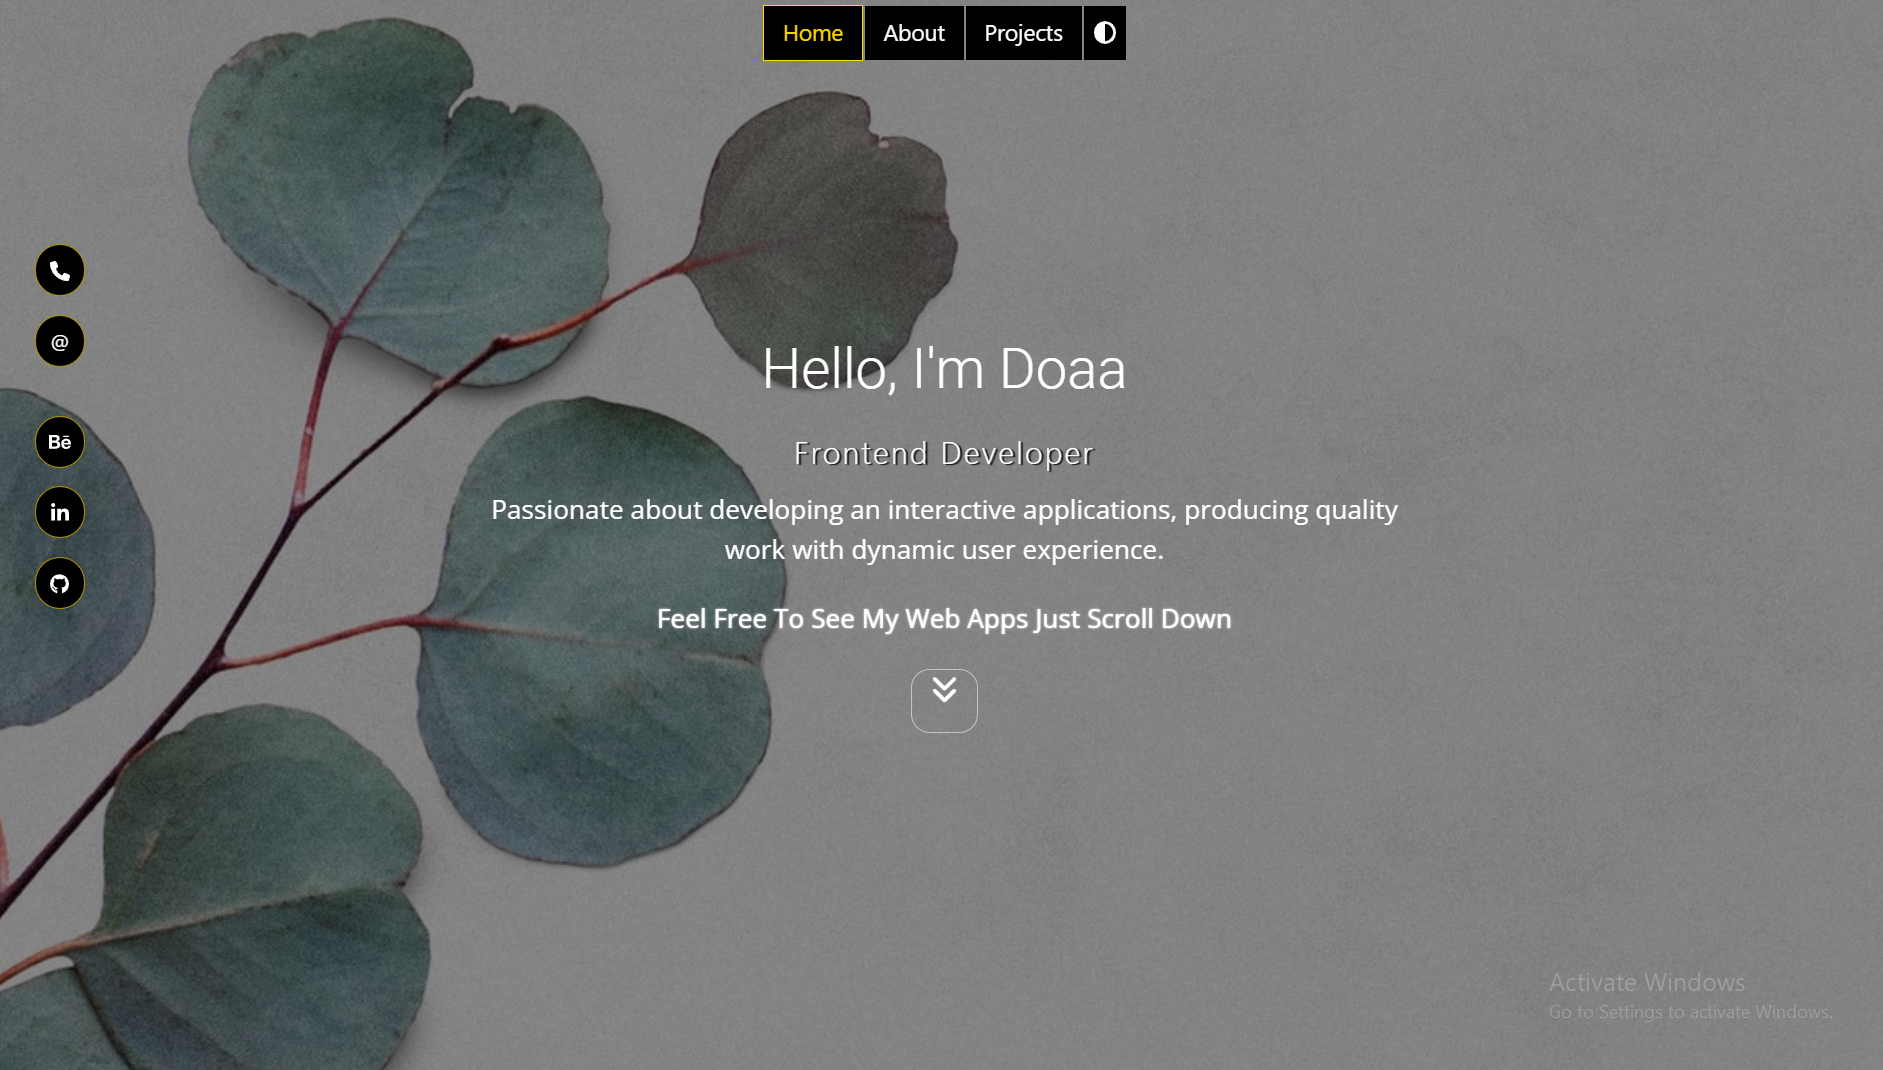 Home About Projects
@
Bē
in
Hello, I'm Doaa
Frontend Developer
Passionate about developing an interactive applications, producing quality
work with dynamic user experience.
Feel Free To See My Web Apps Just Scroll Down
Activate Windows
Go to Settings to activate Windows.